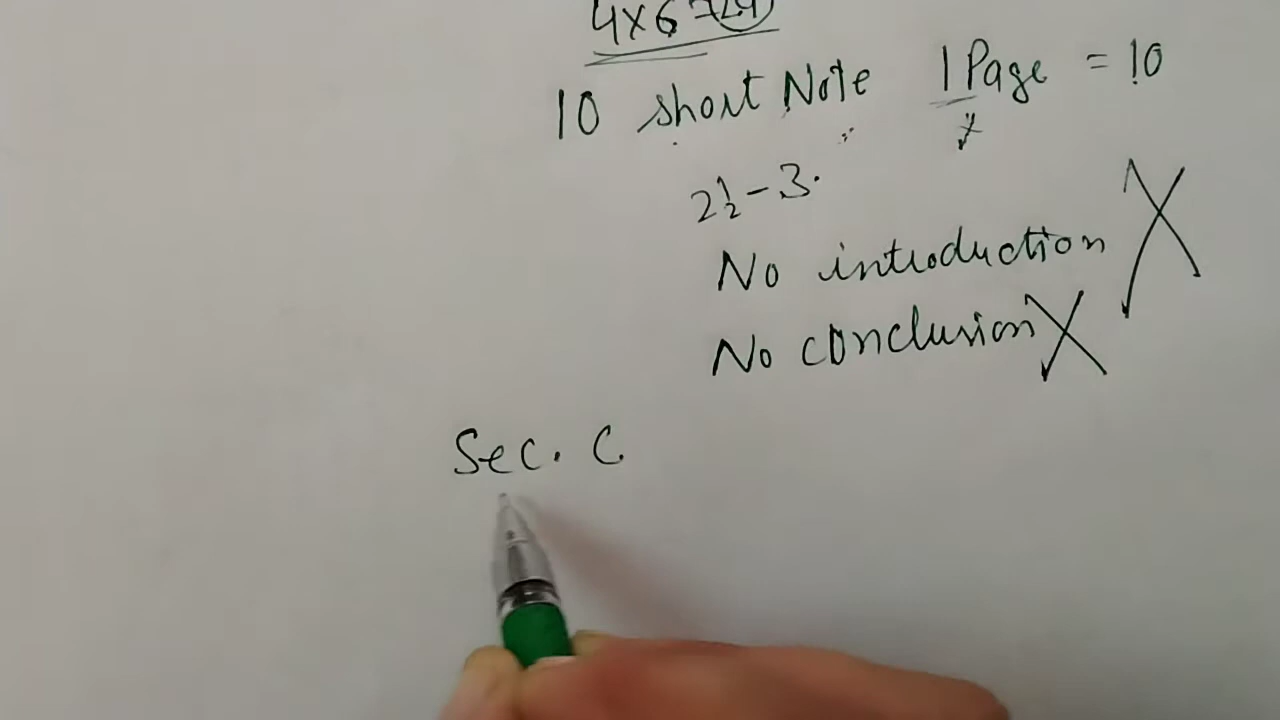 4x6=24
10 short Note 1 Page = 10
2½-3.
No introduction
No conclusion
Sec. C.